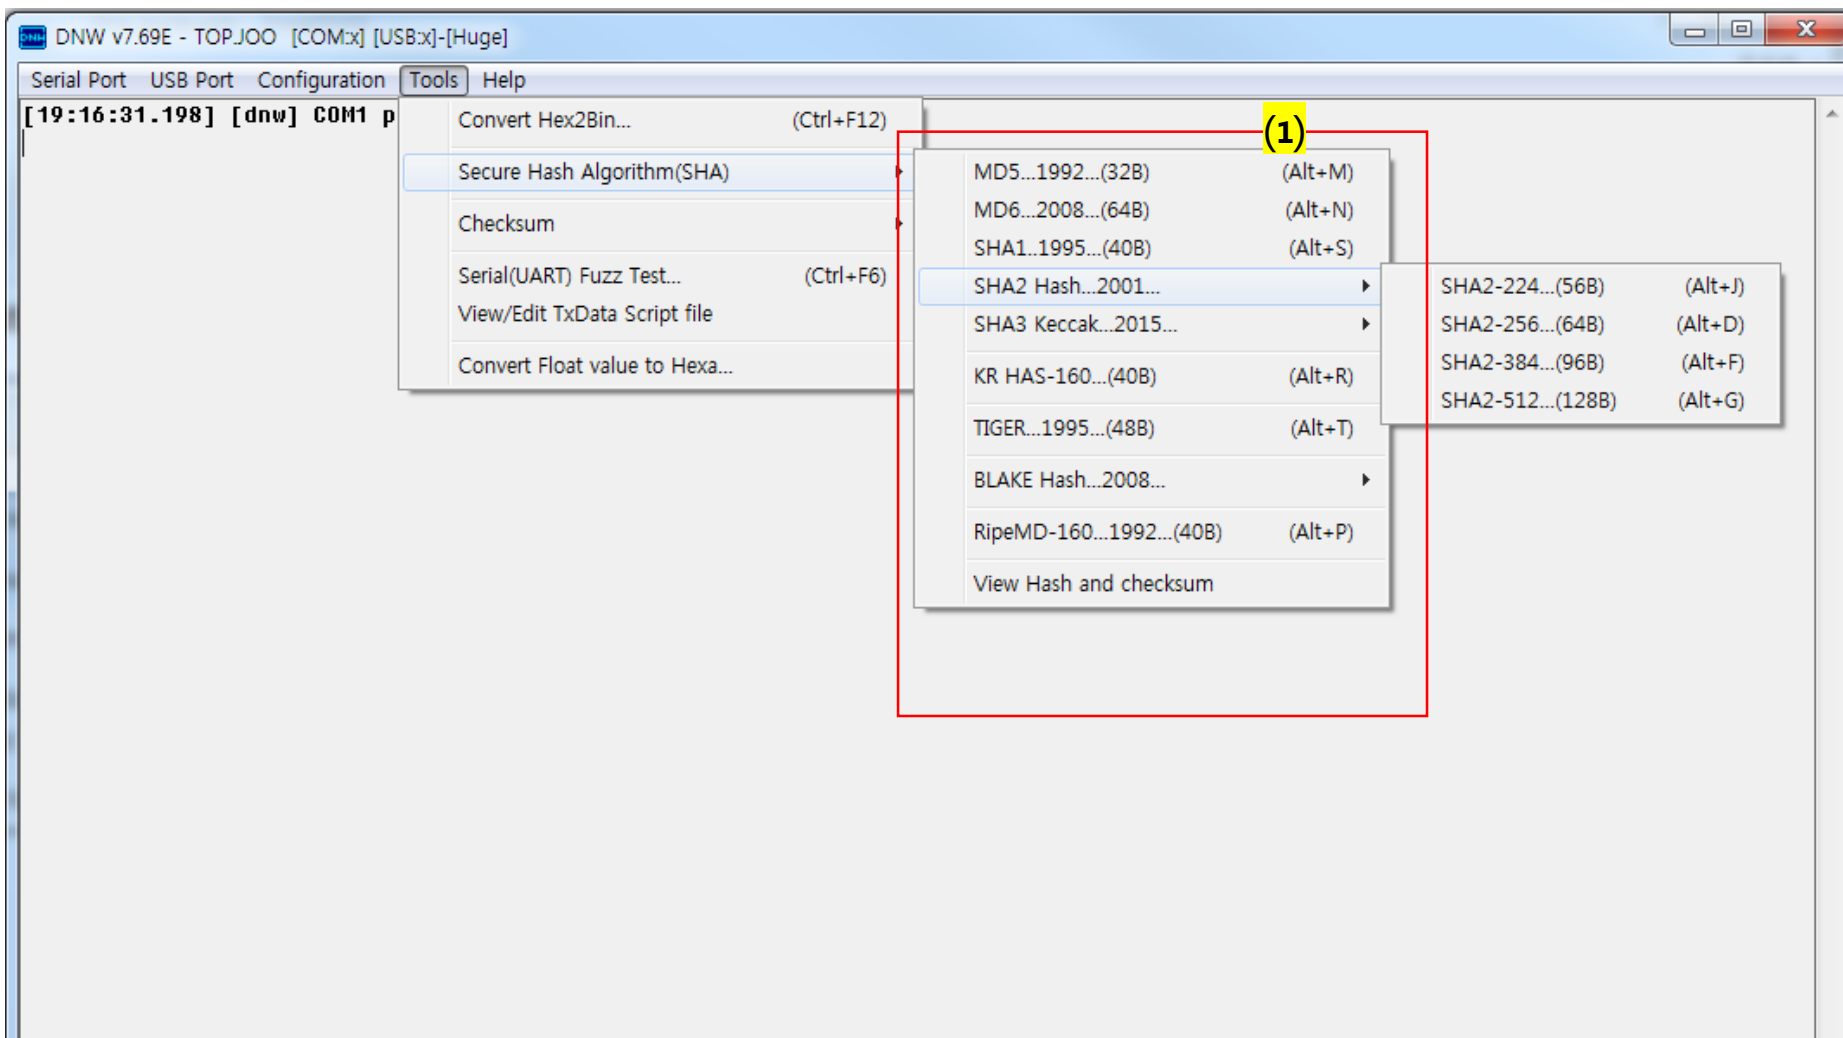 DNW v7.69E - TOP.JOO [COM:x] [USB:x]-[Huge]
Serial Port USB Port Configuration Tools Help
[19:16:31.198] [dnw] COM1 p
Convert Hex2Bin... (Ctrl+F12)
Secure Hash Algorithm(SHA)
Checksum
Serial(UART) Fuzz Test... (Ctrl+F6)
View/Edit TxData Script file
Convert Float value to Hexa...
(1)
MD5...1992...(32B) (Alt+M)
MD6...2008...(64B) (Alt+N)
SHA1..1995...(40B) (Alt+S)
SHA2 Hash...2001...
SHA3 Keccak...2015...
KR HAS-160...(40B) (Alt+R)
TIGER...1995...(48B) (Alt+T)
BLAKE Hash...2008...
RipeMD-160...1992...(40B) (Alt+P)
View Hash and checksum
SHA2-224...(56B) (Alt+J)
SHA2-256...(64B) (Alt+D)
SHA2-384...(96B) (Alt+F)
SHA2-512...(128B) (Alt+G)